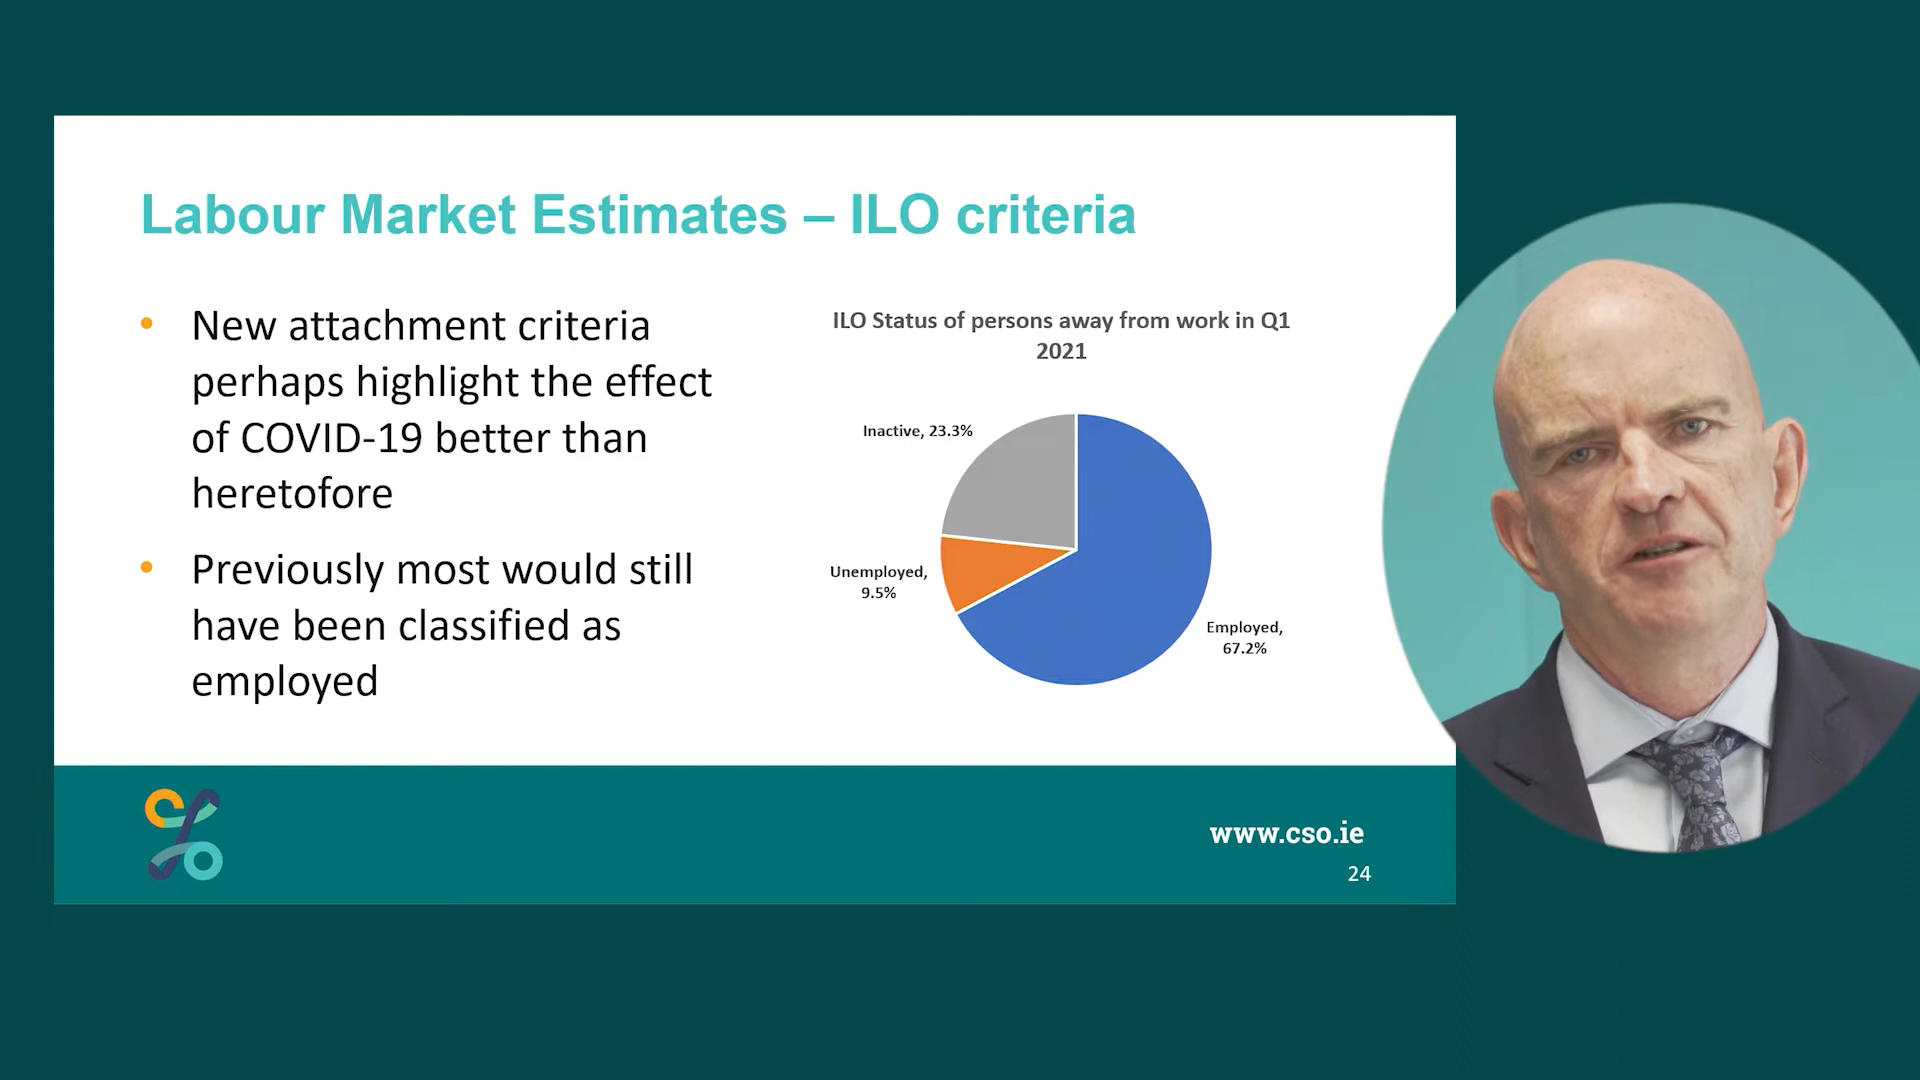 Labour Market Estimates – ILO criteria
• New attachment criteria
perhaps highlight the effect
of COVID-19 better than
heretofore
• Previously most would still
have been classified as
employed
ILO Status of persons away from work in Q1
2021
Inactive, 23.3%
Unemployed,
9.5%
Employed,
67.2%
www.cso.ie
24